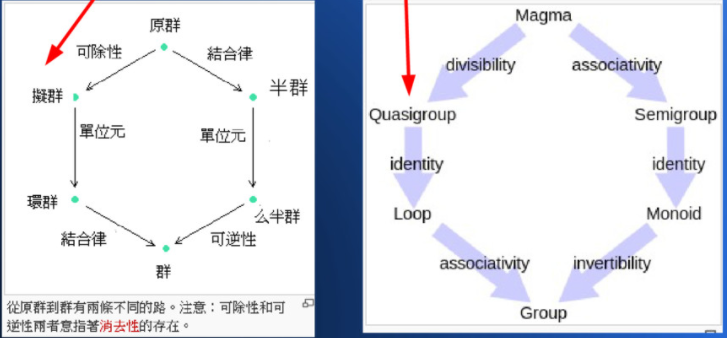 原群
可除性
結合律
擬群
半群
單位元
單位元
環群
么半群
結合律
可逆性
群
從原群到群有兩條不同的路。注意：可除性和可
逆性兩者意指著消去性的存在。
Magma
divisibility
associativity
Quasigroup
Semigroup
identity
identity
Loop
Monoid
associativity
invertibility
Group